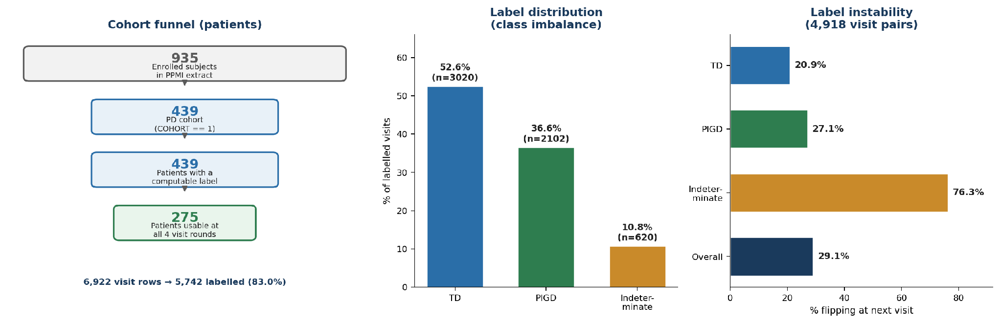 Cohort funnel (patients)
935
Enrolled subjects
in PPMI extract
439
PD cohort
(COHORT == 1)
439
Patients with a
computable label
275
Patients usable at
all 4 visit rounds
6,922 visit rows → 5,742 labelled (83.0%)
Label distribution
(class imbalance)
% of labelled visits
60
50
40
30
20
10
0
52.6%
(n=3020)
36.6%
(n=2102)
10.8%
(n=620)
TD
PIGD
Indeter-
minate
Label instability
(4,918 visit pairs)
TD
20.9%
PIGD
27.1%
Indeter-
minate
76.3%
Overall
29.1%
0
20
40
60
80
% flipping at next visit